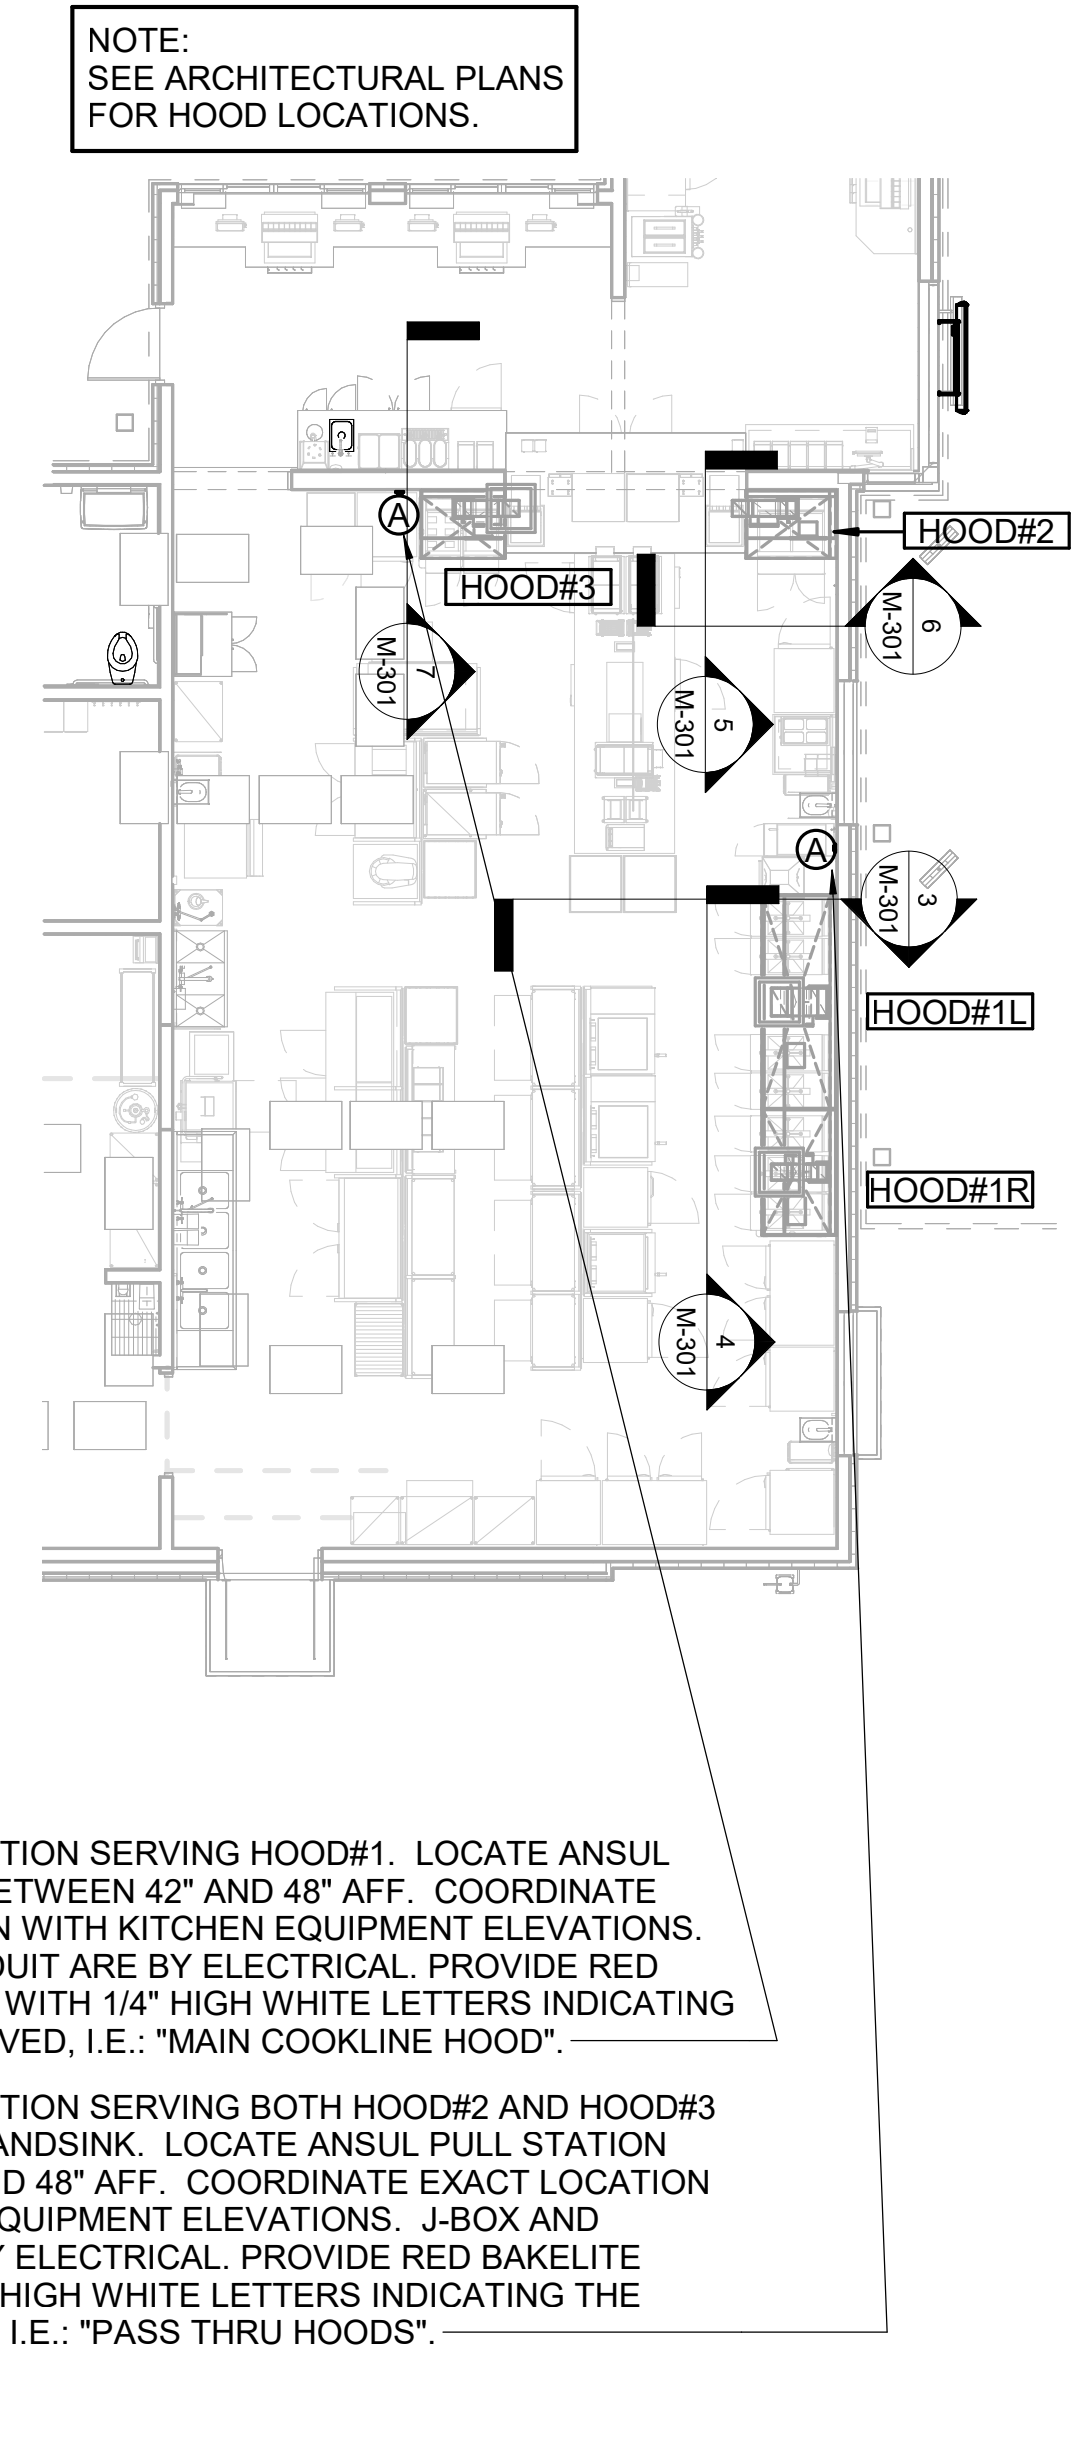 NOTE:
SEE ARCHITECTURAL PLANS
FOR HOOD LOCATIONS.
A
HOOD#2
HOOD#3
6
M-301
7
M-301
5
M-301
A
3
M-301
HOOD#1L
HOOD#1R
4
M-301
TION SERVING HOOD#1. LOCATE ANSUL
ETWEEN 42" AND 48" AFF. COORDINATE
N WITH KITCHEN EQUIPMENT ELEVATIONS.
DUIT ARE BY ELECTRICAL. PROVIDE RED
WITH 1/4" HIGH WHITE LETTERS INDICATING
VED, I.E.: "MAIN COOKLINE HOOD".
TION SERVING BOTH HOOD#2 AND HOOD#3
ANDSINK. LOCATE ANSUL PULL STATION
D 48" AFF. COORDINATE EXACT LOCATION
QUIPMENT ELEVATIONS. J-BOX AND
Y ELECTRICAL. PROVIDE RED BAKELITE
HIGH WHITE LETTERS INDICATING THE
I.E.: "PASS THRU HOODS".